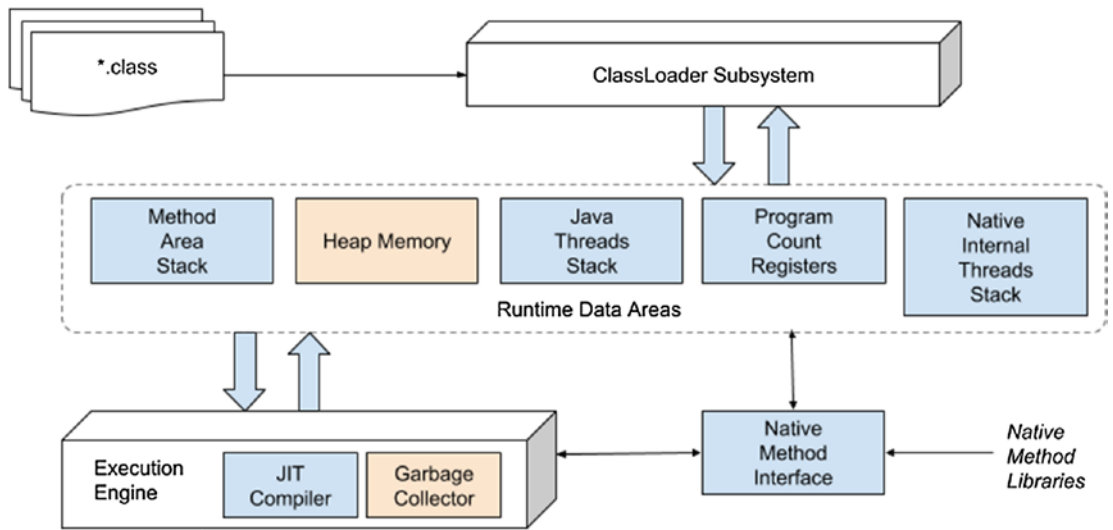 *.class
ClassLoader Subsystem
Method
Area
Stack
Heap Memory
Java
Threads
Stack
Program
Count
Registers
Native
Internal
Threads
Stack
Runtime Data Areas
Execution
Engine
JIT
Compiler
Garbage
Collector
Native
Method
Interface
Native
Method
Libraries